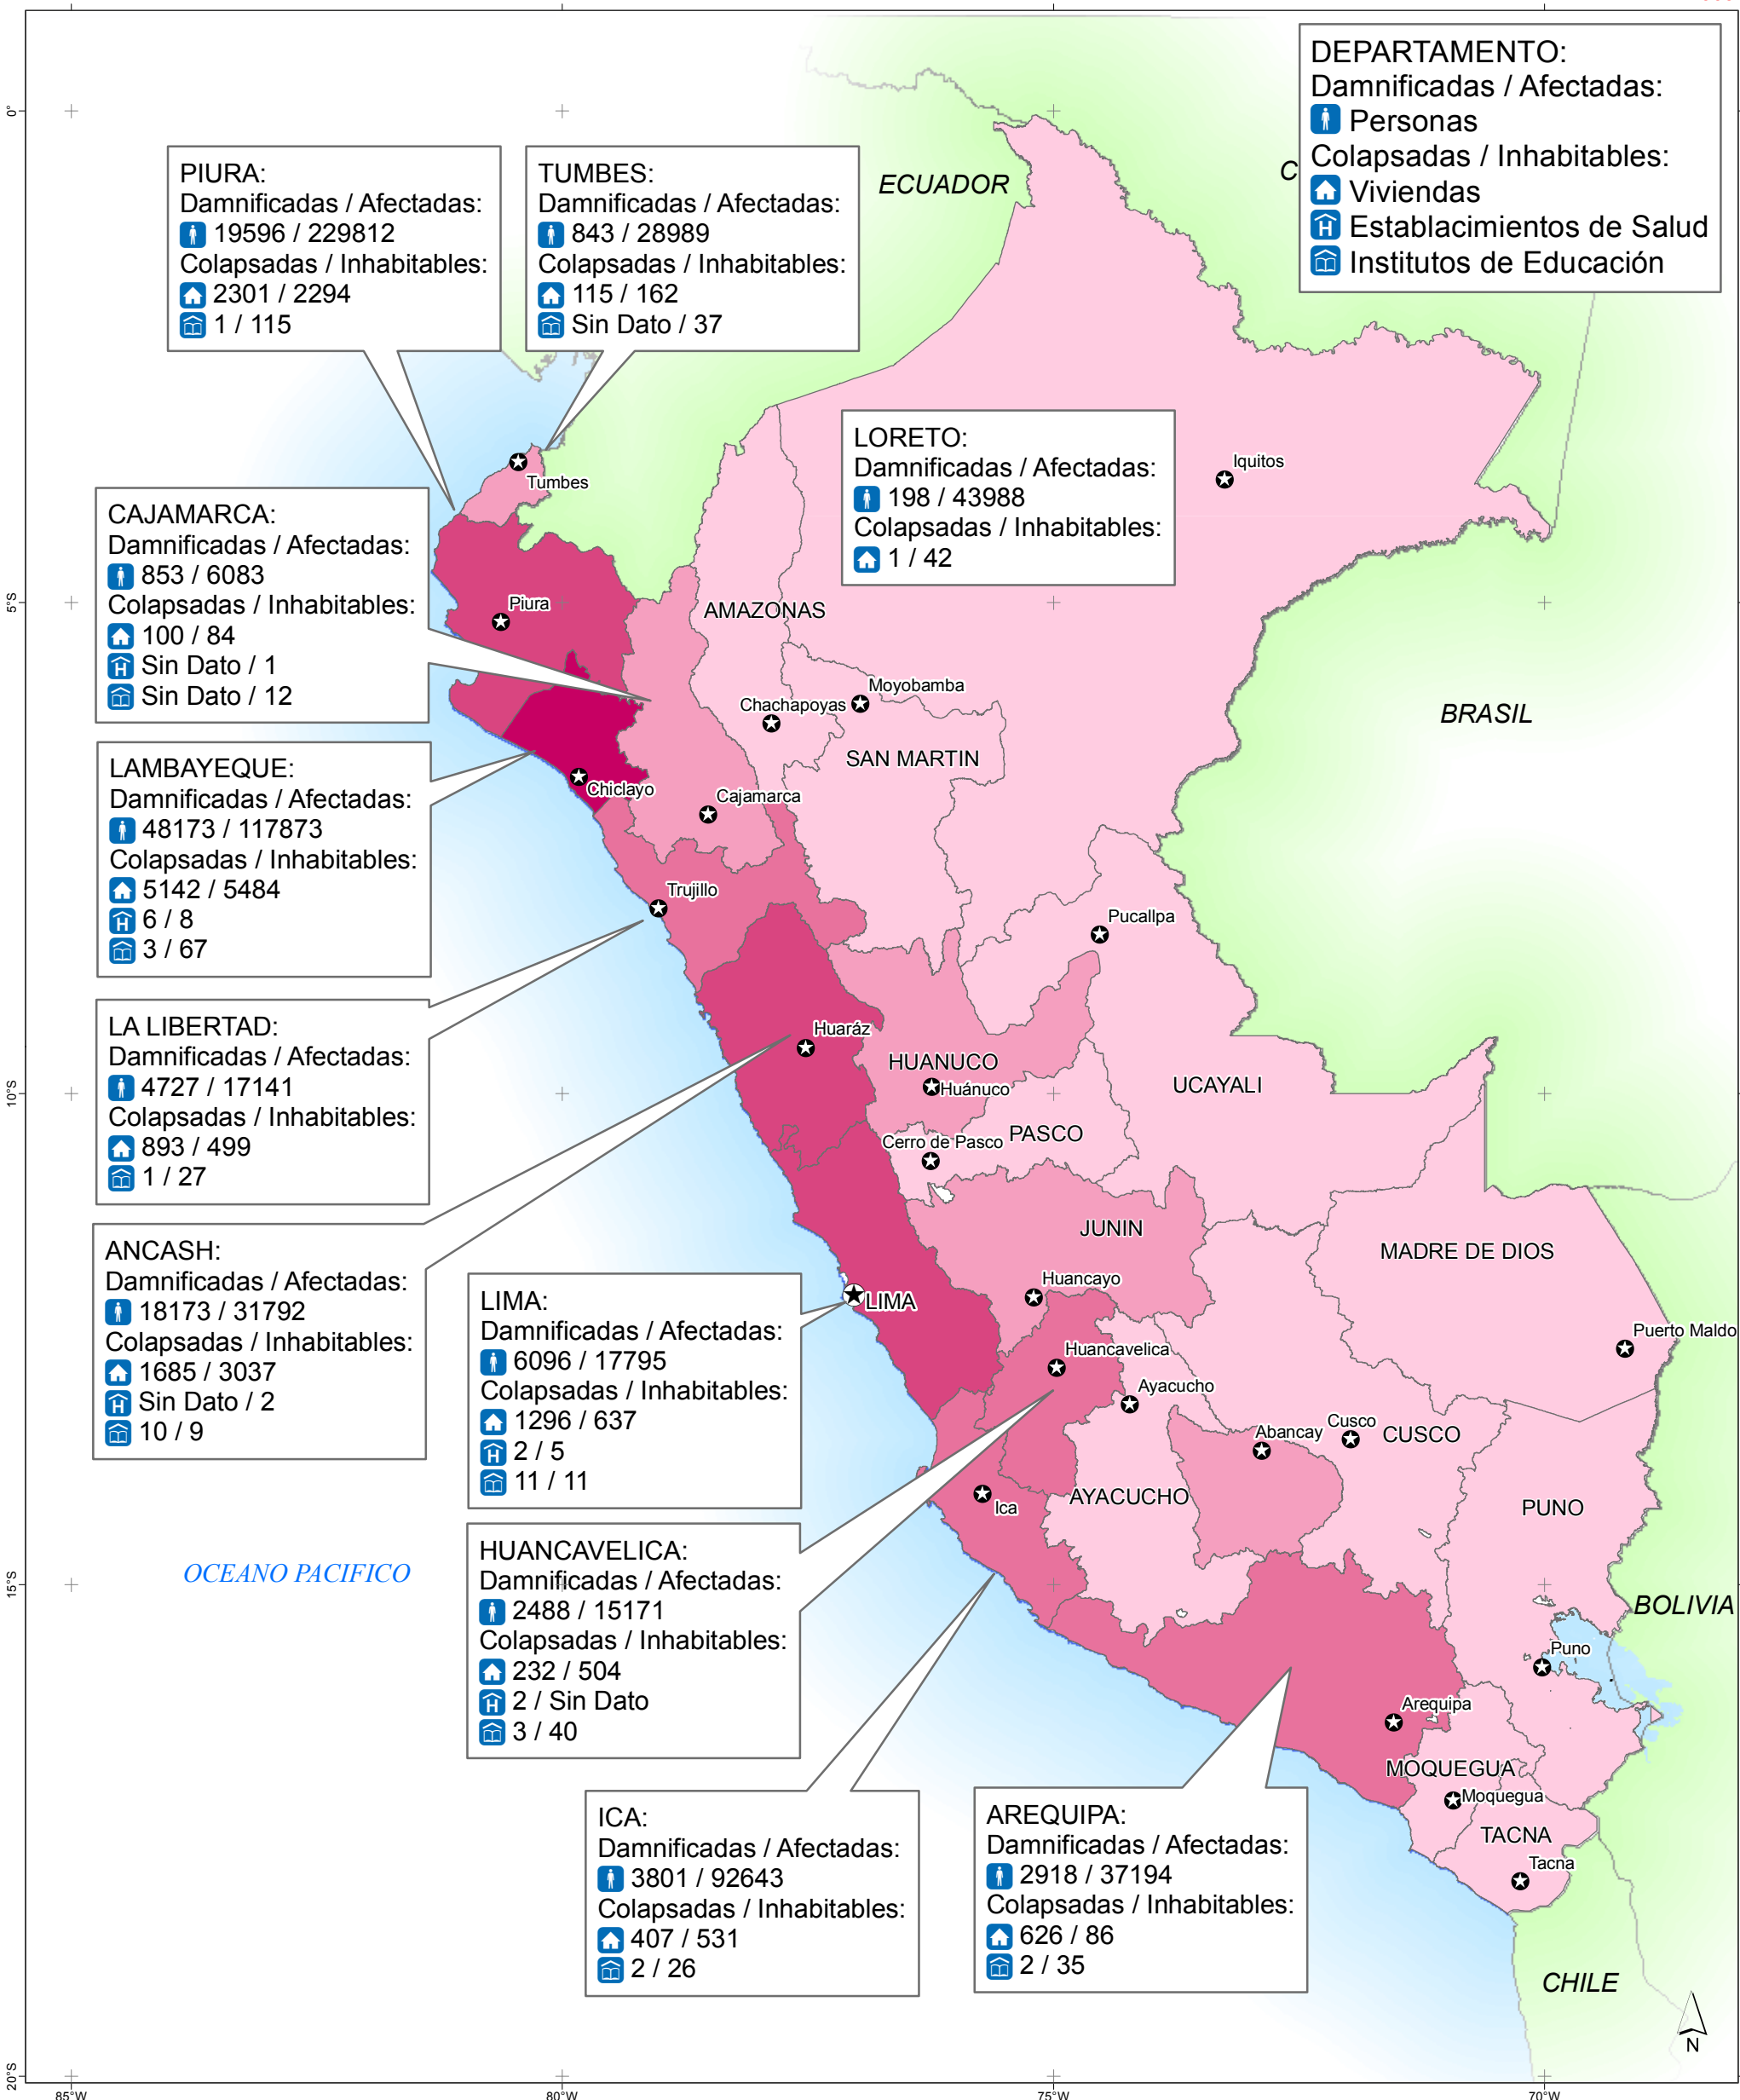 DEPARTAMENTO:
Damnificadas / Afectadas:
Personas
Colapsadas / Inhabitables:
Viviendas
Establacimientos de Salud
Institutos de Educación
PIURA:
Damnificadas / Afectadas:
19596 / 229812
Colapsadas / Inhabitables:
2301 / 2294
1 / 115
TUMBES:
Damnificadas / Afectadas:
843 / 28989
Colapsadas / Inhabitables:
115 / 162
Sin Dato / 37
ECUADOR
C
LORETO:
Damnificadas / Afectadas:
198 / 43988
Colapsadas / Inhabitables:
1 / 42
Iquitos
Tumbes
CAJAMARCA:
Damnificadas / Afectadas:
853 / 6083
Colapsadas / Inhabitables:
100 / 84
Sin Dato / 1
Sin Dato / 12
Piura
AMAZONAS
Moyobamba
Chachapoyas
BRASIL
SAN MARTIN
LAMBAYEQUE:
Damnificadas / Afectadas:
48173 / 117873
Colapsadas / Inhabitables:
5142 / 5484
6 / 8
3 / 67
Chiclayo
Cajamarca
Trujillo
Pucallpa
LA LIBERTAD:
Damnificadas / Afectadas:
4727 / 17141
Colapsadas / Inhabitables:
893 / 499
1 / 27
Huaráz
HUANUCO
Huánuco
UCAYALI
PASCO
Cerro de Pasco
ANCASH:
Damnificadas / Afectadas:
18173 / 31792
Colapsadas / Inhabitables:
1685 / 3037
Sin Dato / 2
10 / 9
JUNIN
MADRE DE DIOS
Huancayo
LIMA
LIMA:
Damnificadas / Afectadas:
6096 / 17795
Colapsadas / Inhabitables:
1296 / 637
2 / 5
11 / 11
Puerto Maldo
Huancavelica
Ayacucho
Abancay
Cusco
CUSCO
AYACUCHO
Ica
PUNO
HUANCAVELICA:
Damnificadas / Afectadas:
2488 / 15171
Colapsadas / Inhabitables:
232 / 504
2 / Sin Dato
3 / 40
OCEANO PACIFICO
BOLIVIA
Puno
Arequipa
MOQUEGUA
Moquegua
TACNA
Tacna
ICA:
Damnificadas / Afectadas:
3801 / 92643
Colapsadas / Inhabitables:
407 / 531
2 / 26
AREQUIPA:
Damnificadas / Afectadas:
2918 / 37194
Colapsadas / Inhabitables:
626 / 86
2 / 35
CHILE
N
0°
5°S
10°S
15°S
20°S
85°W
80°W
75°W
70°W